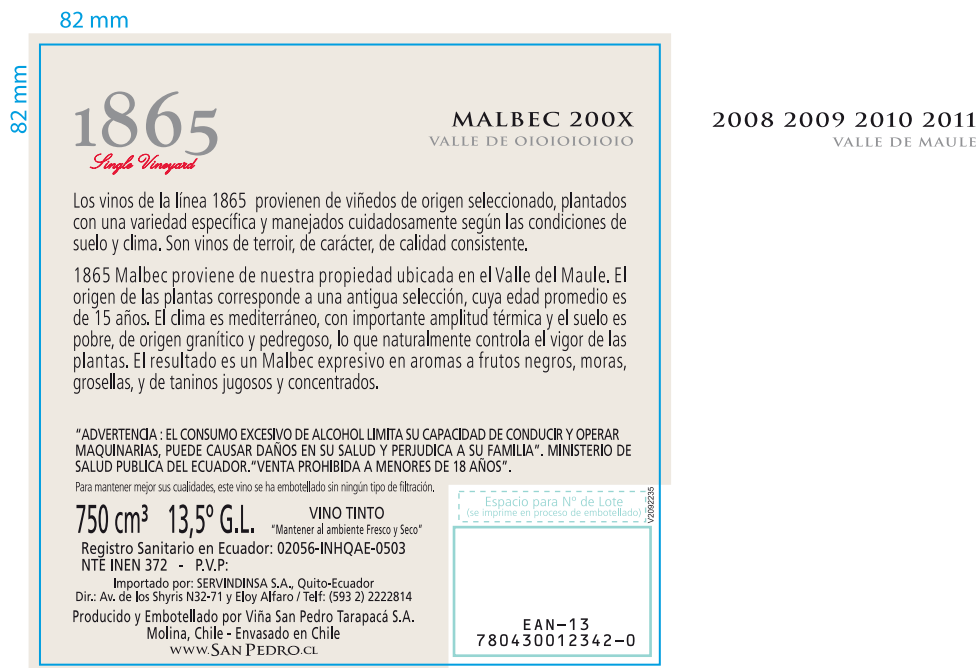 82 mm
82 mm
1865
Single Vineyard
MALBEC 200X
VALLE DE OIOIOIOIOIO
2008 2009 2010 2011
VALLE DE MAULE
Los vinos de la línea 1865 provienen de viñedos de origen seleccionado, plantados
con una variedad específica y manejados cuidadosamente según las condiciones de
suelo y clima. Son vinos de terroir, de carácter, de calidad consistente.
1865 Malbec proviene de nuestra propiedad ubicada en el Valle del Maule. El
origen de las plantas corresponde a una antigua selección, cuya edad promedio es
de 15 años. El clima es mediterráneo, con importante amplitud térmica y el suelo es
pobre, de origen granítico y pedregoso, lo que naturalmente controla el vigor de las
plantas. El resultado es un Malbec expresivo en aromas a frutos negros, moras,
grosellas, y de taninos jugosos y concentrados.
"ADVERTENCIA : EL CONSUMO EXCESIVO DE ALCOHOL LIMITA SU CAPACIDAD DE CONDUCIR Y OPERAR
MAQUINARIAS, PUEDE CAUSAR DAÑOS EN SU SALUD Y PERJUDICA A SU FAMILIA". MINISTERIO DE
SALUD PUBLICA DEL ECUADOR."VENTA PROHIBIDA A MENORES DE 18 AÑOS".
Para mantener mejor sus cualidades, este vino se ha embotellado sin ningún tipo de filtración.
750 cm³ 13,5° G.L.
VINO TINTO
"Mantener al ambiente Fresco y Seco"
Registro Sanitario en Ecuador: 02056-INHQAE-0503
NTE INEN 372 - P.V.P:
Importado por: SERVINDINSA S.A., Quito-Ecuador
Dir.: Av. de los Shyris N32-71 y Eloy Alfaro / Telf: (593 2) 2222814
Producido y Embotellado por Viña San Pedro Tarapacá S.A.
Molina, Chile - Envasado en Chile
WWW.SANPEDRO.CL
Espacio para Nº de Lote
(se imprime en proceso de embotellado)
V2092235
EAN-13
780430012342-0